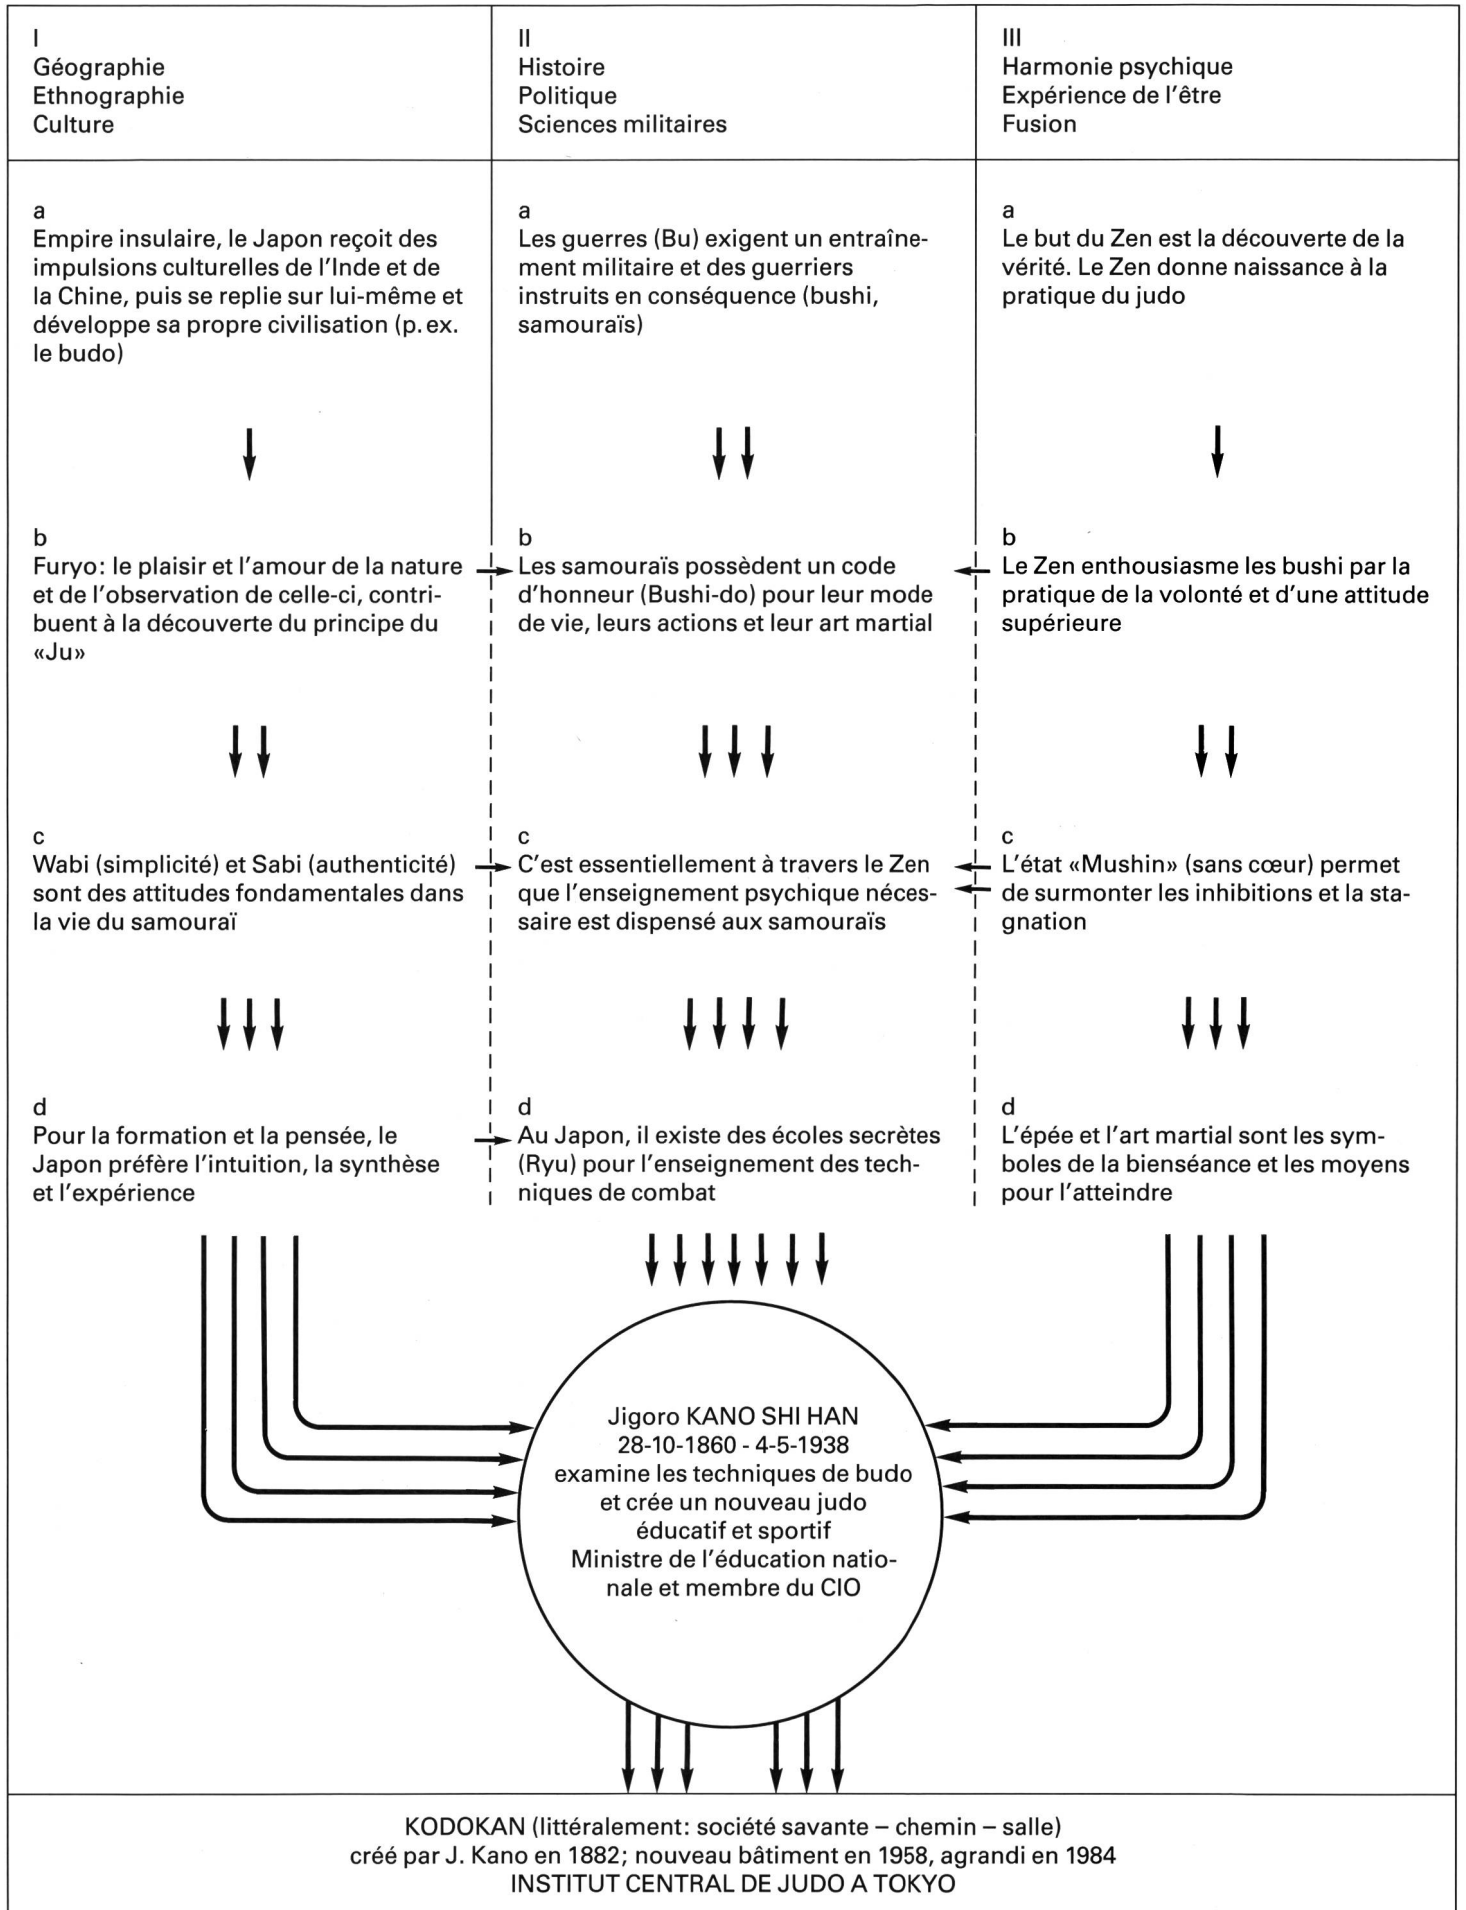 I
Géographie
Ethnographie
Culture
II
Histoire
Politique
Sciences militaires
III
Harmonie psychique
Expérience de l'être
Fusion
a
Empire insulaire, le Japon reçoit des
impulsions culturelles de l'Inde et de
la Chine, puis se replie sur lui-même et
développe sa propre civilisation (p. ex.
le budo)
a
Les guerres (Bu) exigent un entraîne-
ment militaire et des guerriers
instruits en conséquence (bushi,
samouraïs)
a
Le but du Zen est la découverte de la
vérité. Le Zen donne naissance à la
pratique du judo
b
Furyo: le plaisir et l'amour de la nature
et de l'observation de celle-ci, contri-
buent à la découverte du principe du
«Ju»
b
Les samouraïs possèdent un code
d'honneur (Bushi-do) pour leur mode
de vie, leurs actions et leur art martial
b
Le Zen enthousiasme les bushi par la
pratique de la volonté et d'une attitude
supérieure
c
Wabi (simplicité) et Sabi (authenticité)
sont des attitudes fondamentales dans
la vie du samouraï
c
C'est essentiellement à travers le Zen
que l'enseignement psychique néces-
saire est dispensé aux samouraïs
c
L'état «Mushin» (sans cœur) permet
de surmonter les inhibitions et la sta-
gnation
d
Pour la formation et la pensée, le
Japon préfère l'intuition, la synthèse
et l'expérience
d
Au Japon, il existe des écoles secrètes
(Ryu) pour l'enseignement des tech-
niques de combat
d
L'épée et l'art martial sont les sym-
boles de la bienséance et les moyens
pour l'atteindre
Jigoro KANO SHI HAN
28-10-1860 - 4-5-1938
examine les techniques de budo
et crée un nouveau judo
éducatif et sportif
Ministre de l'éducation natio-
nale et membre du CIO
KODOKAN (littéralement: société savante – chemin – salle)
créé par J. Kano en 1882; nouveau bâtiment en 1958, agrandi en 1984
INSTITUT CENTRAL DE JUDO A TOKYO